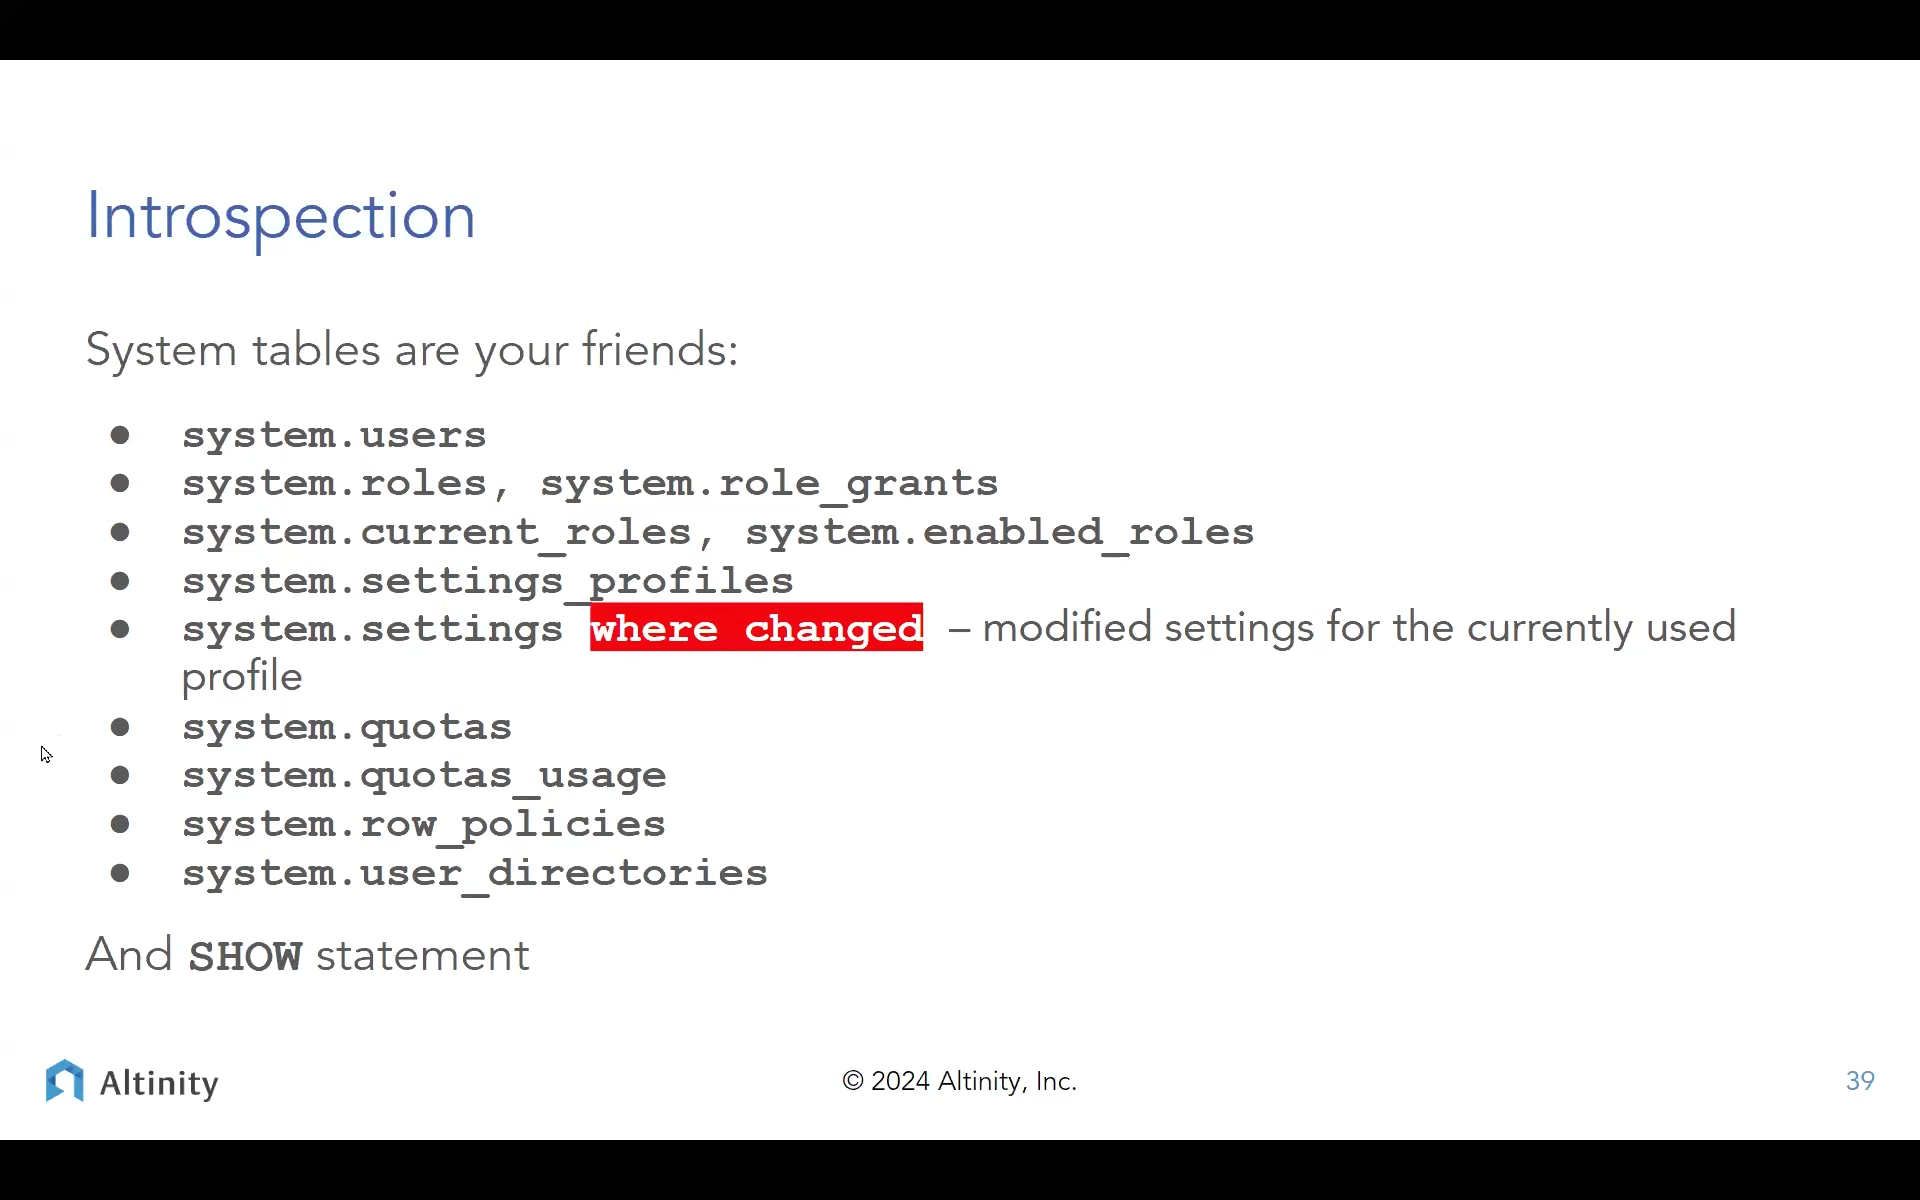 Introspection
System tables are your friends:
● system.users
● system.roles, system.role_grants
● system.current_roles, system.enabled_roles
● system.settings_profiles
● system.settings where changed – modified settings for the currently used
profile
● system.quotas
● system.quotas_usage
● system.row_policies
● system.user_directories
And SHOW statement
Altinity
© 2024 Altinity, Inc.
39